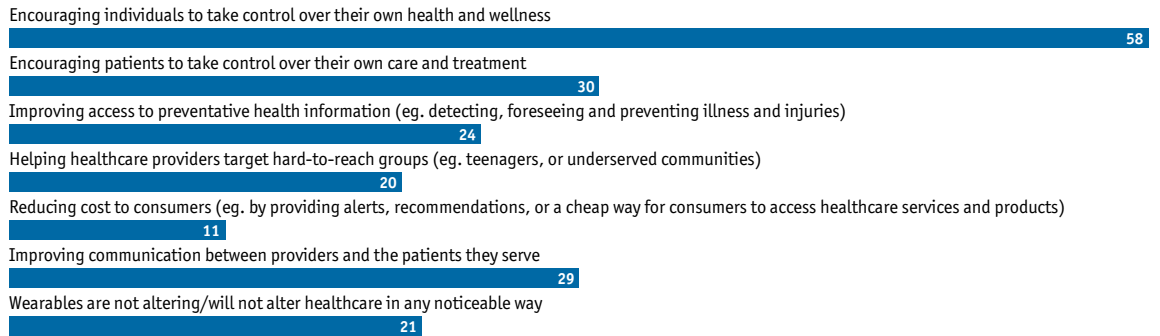 Encouraging individuals to take control over their own health and wellness
58
Encouraging patients to take control over their own care and treatment
30
Improving access to preventative health information (eg. detecting, foreseeing and preventing illness and injuries)
24
Helping healthcare providers target hard-to-reach groups (eg. teenagers, or underserved communities)
20
Reducing cost to consumers (eg. by providing alerts, recommendations, or a cheap way for consumers to access healthcare services and products)
11
Improving communication between providers and the patients they serve
29
Wearables are not altering/will not alter healthcare in any noticeable way
21